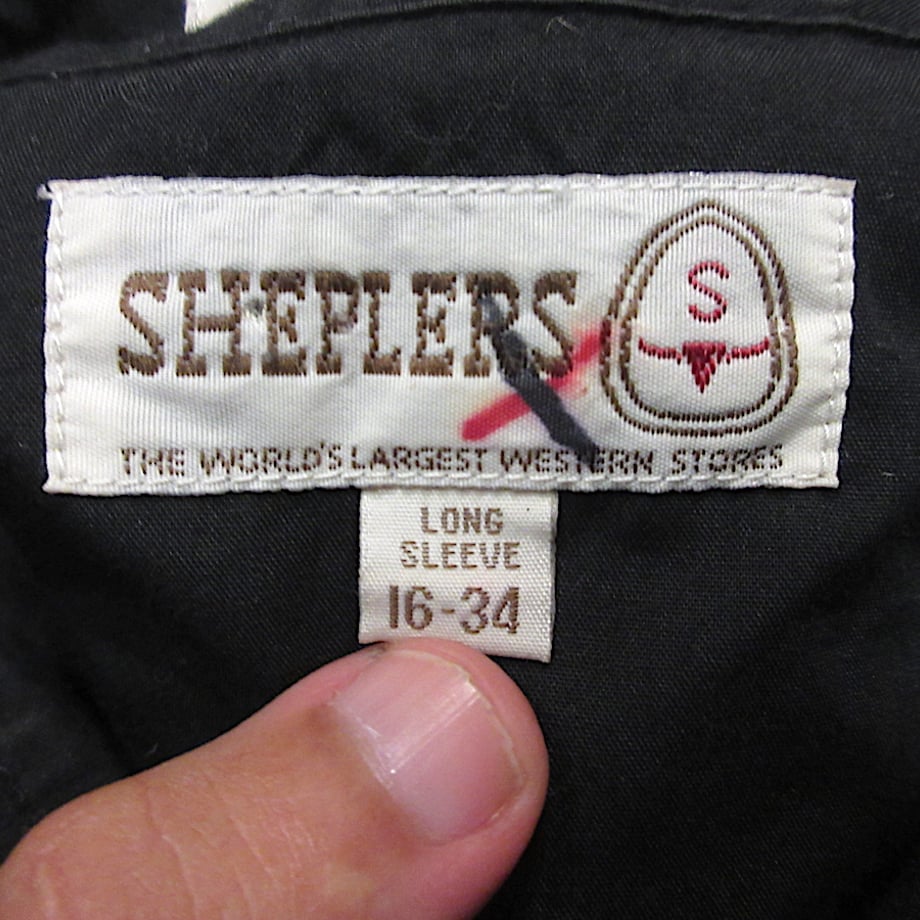 SHEPLERS
S
THE WORLD'S LARGEST WESTERN STORES
LONG
SLEEVE
16-34